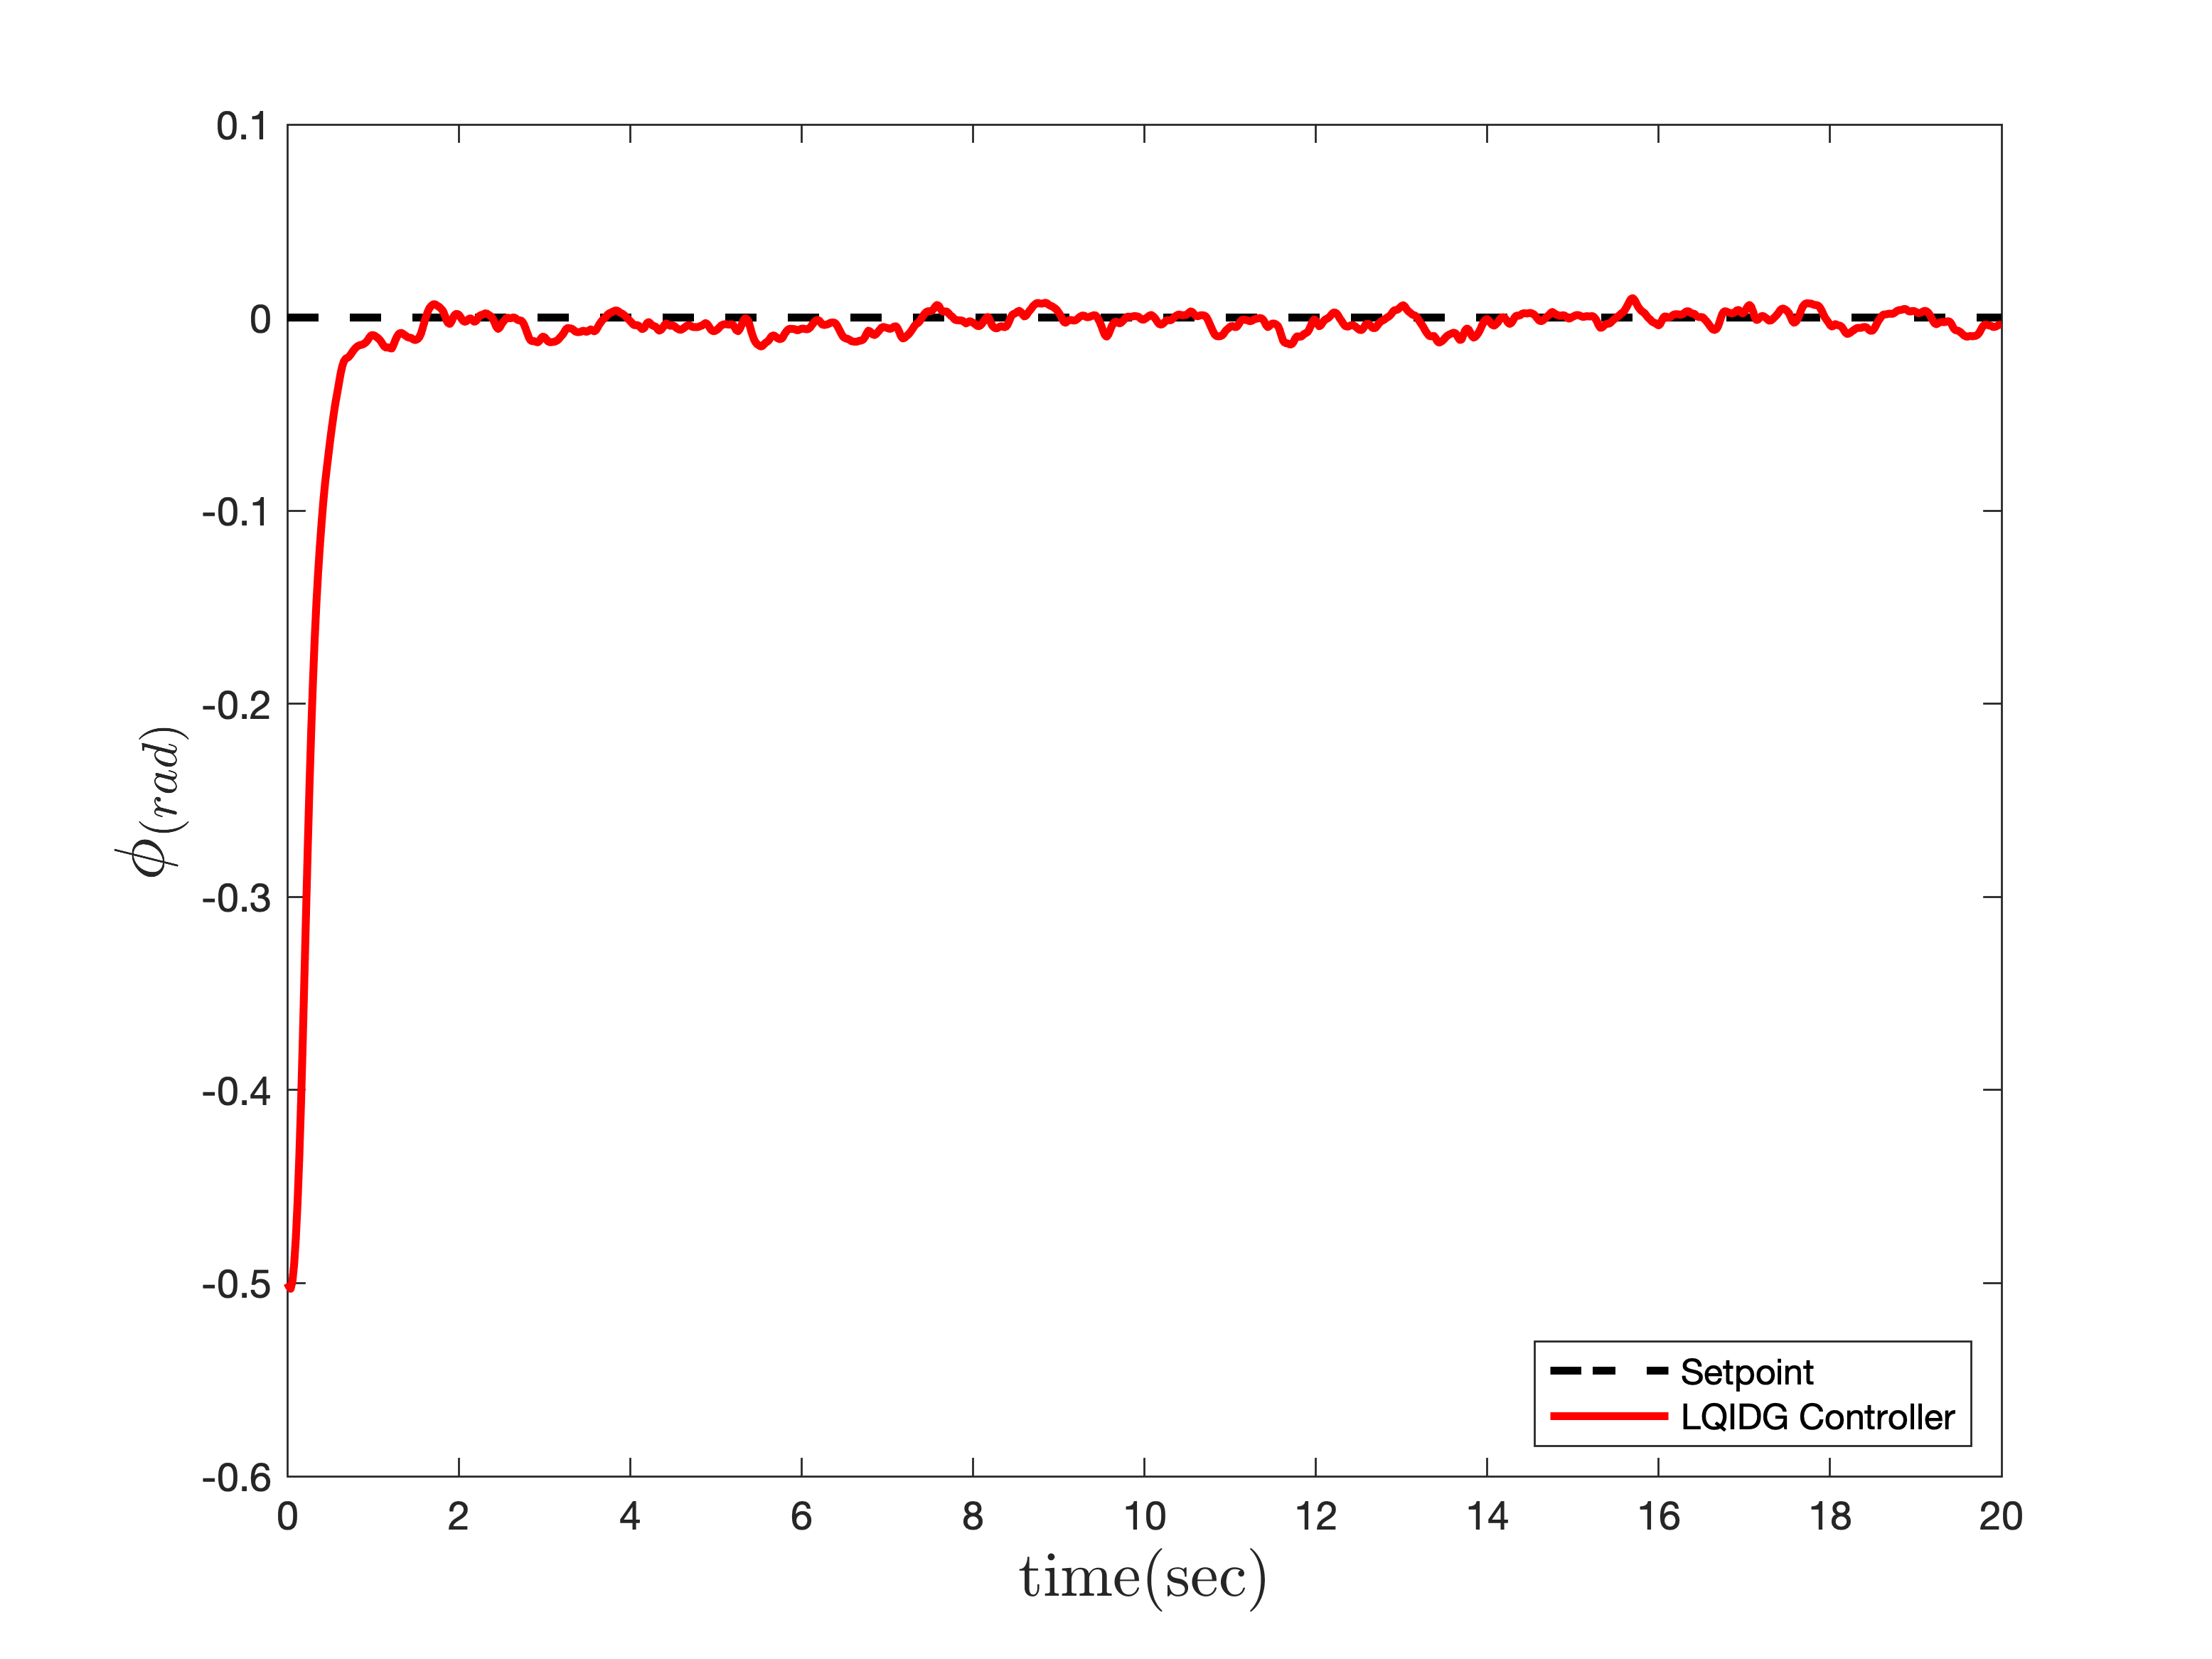 0.1
0
-0.1
-0.2
-0.3
-0.4
-0.5
-0.6
ϕ(rad)
0 2 4 6 8 10 12 14 16 18 20
time(sec)
Setpoint
LQIDG Controller